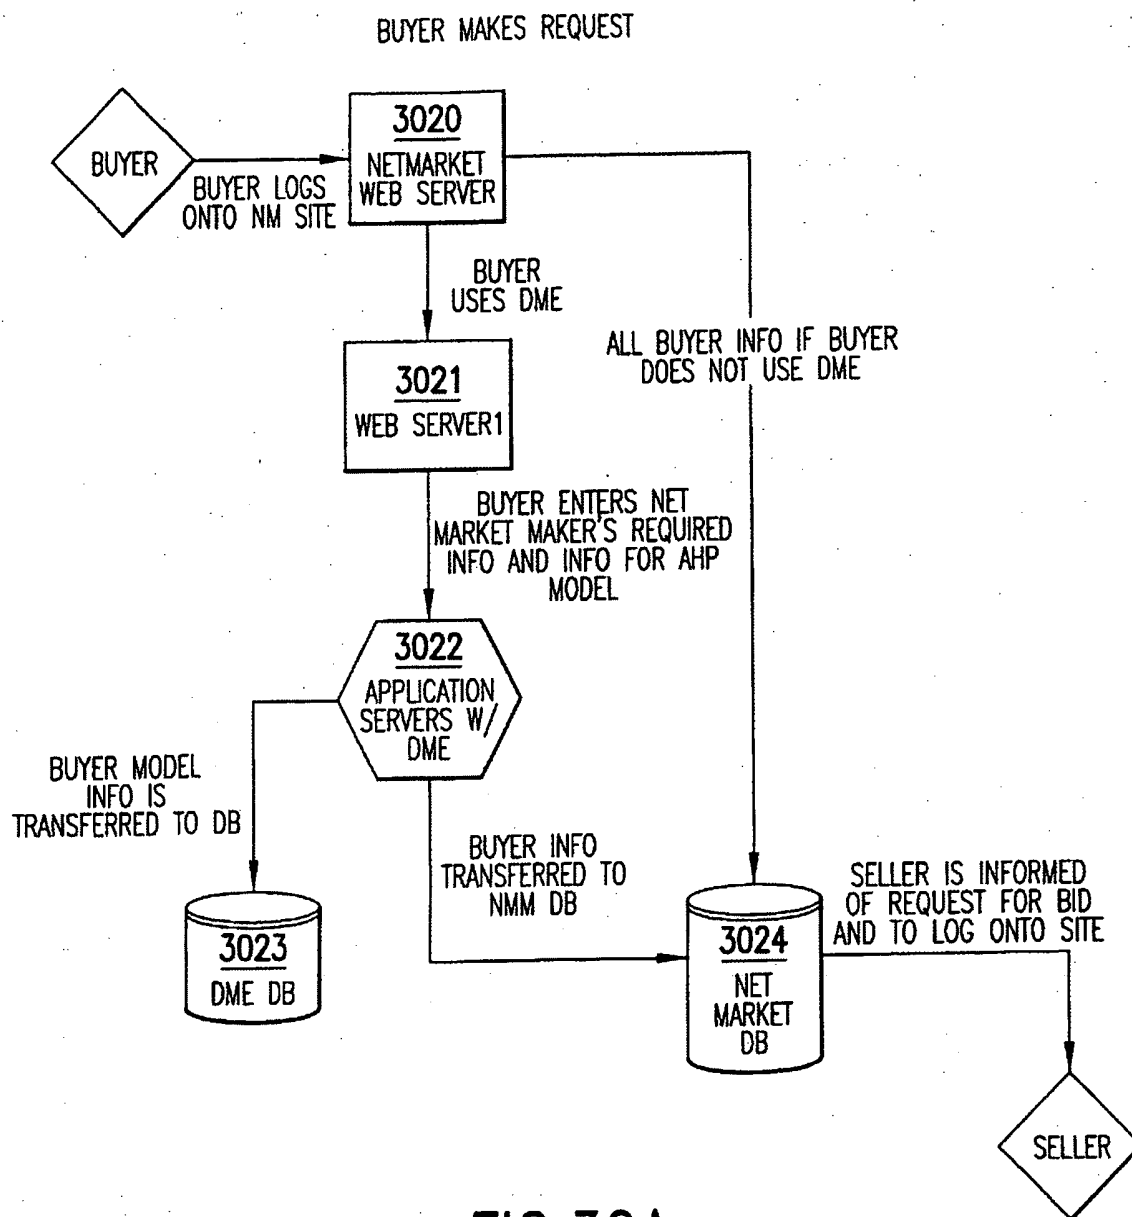 BUYER MAKES REQUEST
BUYER
BUYER LOGS
ONTO NM SITE
3020
NETMARKET
WEB SERVER
BUYER
USES DME
ALL BUYER INFO IF BUYER
DOES NOT USE DME
3021
WEB SERVER1
BUYER ENTERS NET
MARKET MAKER'S REQUIRED
INFO AND INFO FOR AHP
MODEL
3022
APPLICATION
SERVERS W/
DME
BUYER MODEL
INFO IS
TRANSFERRED TO DB
BUYER INFO
TRANSFERRED TO
NMM DB
3023
DME DB
3024
NET
MARKET
DB
SELLER IS INFORMED
OF REQUEST FOR BID
AND TO LOG ONTO SITE
SELLER